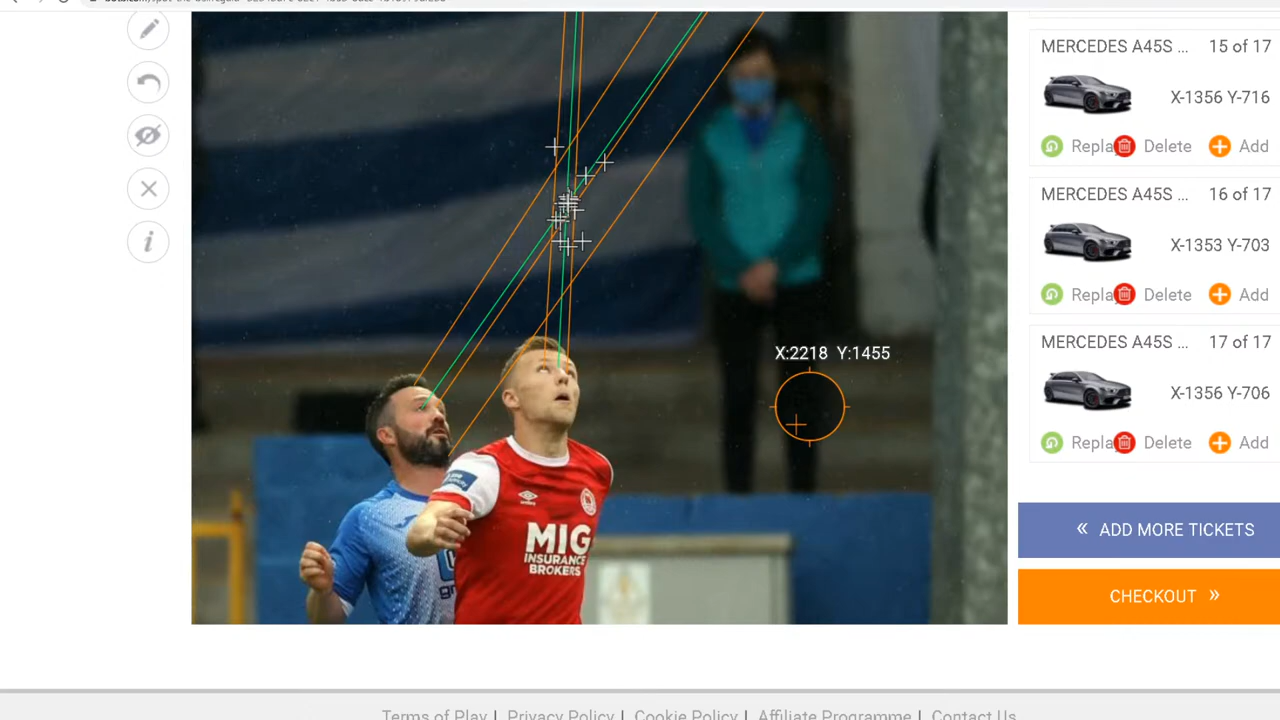 MERCEDES A45S ... 15 of 17
X-1356 Y-716
Repla Delete Add
MERCEDES A45S ... 16 of 17
X-1353 Y-703
Repla Delete Add
MERCEDES A45S ... 17 of 17
X-1356 Y-706
Repla Delete Add
X:2218 Y:1455
MIG
INSURANCE
BROKERS
« ADD MORE TICKETS
CHECKOUT »
Terms of Play | Privacy Policy | Cookie Policy | Affiliate Programme | Contact Us